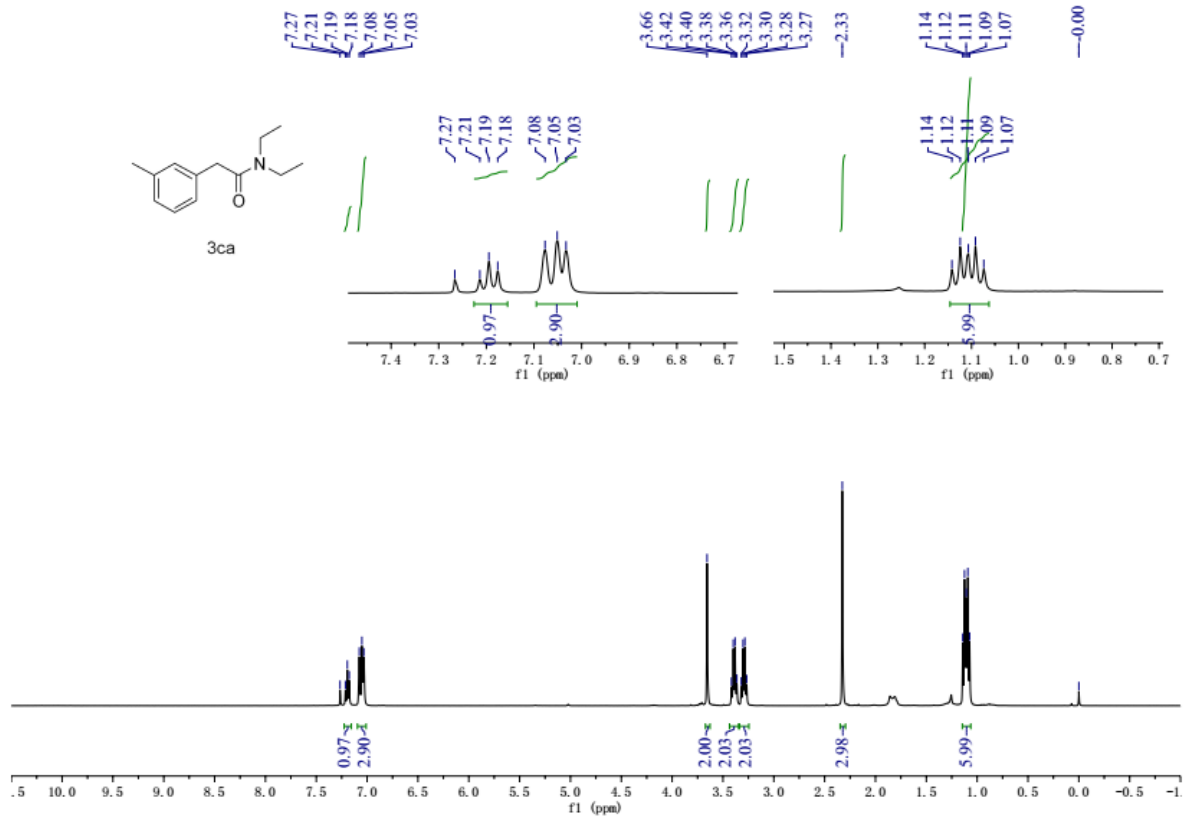 7.27 7.21 7.19 7.18 7.08 7.05 7.03 3.66 3.42 3.40 3.38 3.36 3.32 3.30 3.28 3.27 —2.33 1.14 1.12 1.11 1.09 1.07 —-0.00
7.27 7.21 7.19 7.18 7.08 7.05 7.03 1.14 1.12 1.11 1.09 1.07
N
O
3ca
0.97 2.90 5.99
7.4 7.3 7.2 7.1 7.0 6.9 6.8 6.7 1.5 1.4 1.3 1.2 1.1 1.0 0.9 0.8 0.7
f1 (ppm) f1 (ppm)
0.97 2.90 2.00 2.03 2.03 2.98 5.99
.5 10.0 9.5 9.0 8.5 8.0 7.5 7.0 6.5 6.0 5.5 5.0 4.5 4.0 3.5 3.0 2.5 2.0 1.5 1.0 0.5 0.0 -0.5 -1.
f1 (ppm)